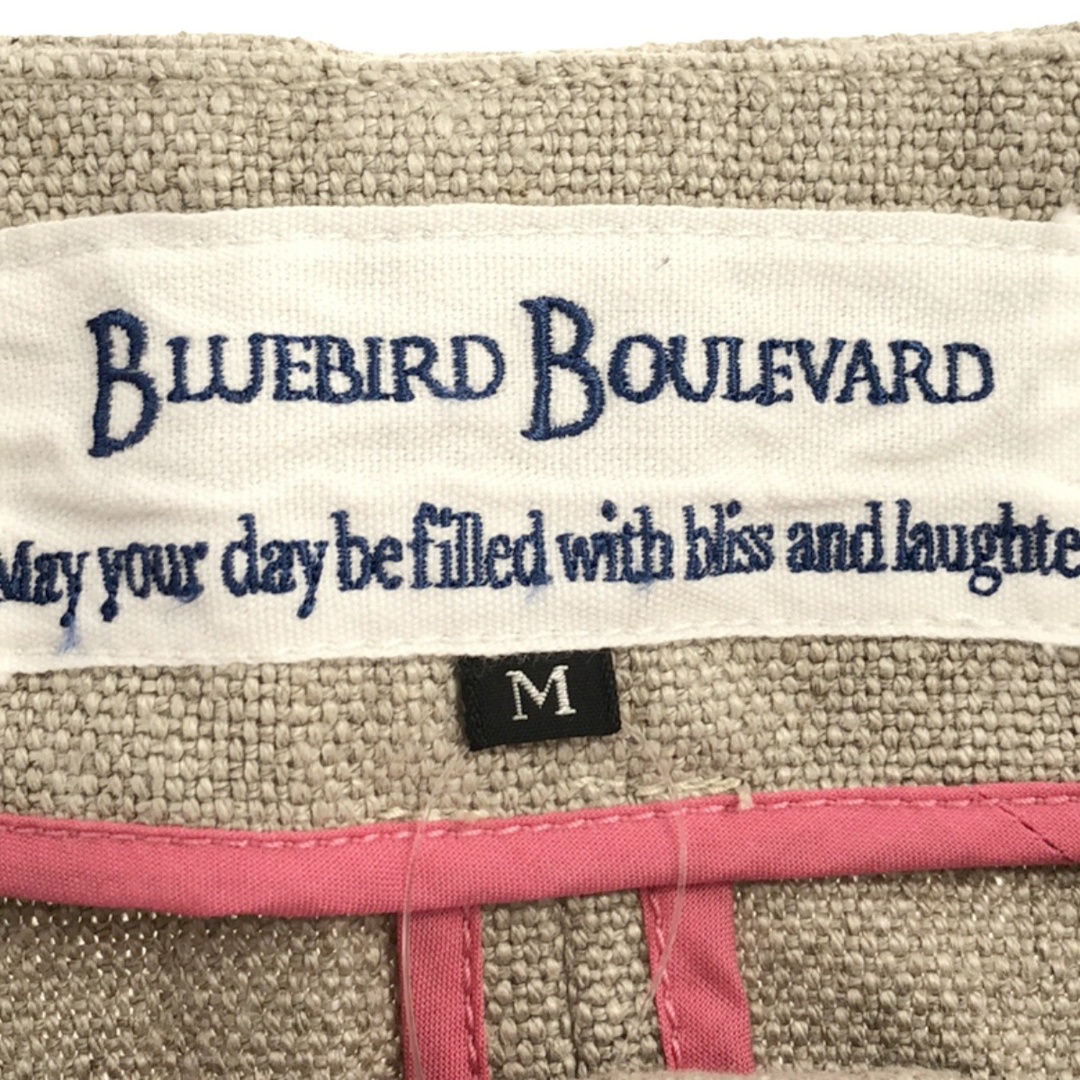 BLUEBIRD BOULEVARD
May your day be filled with bliss and laughte
M